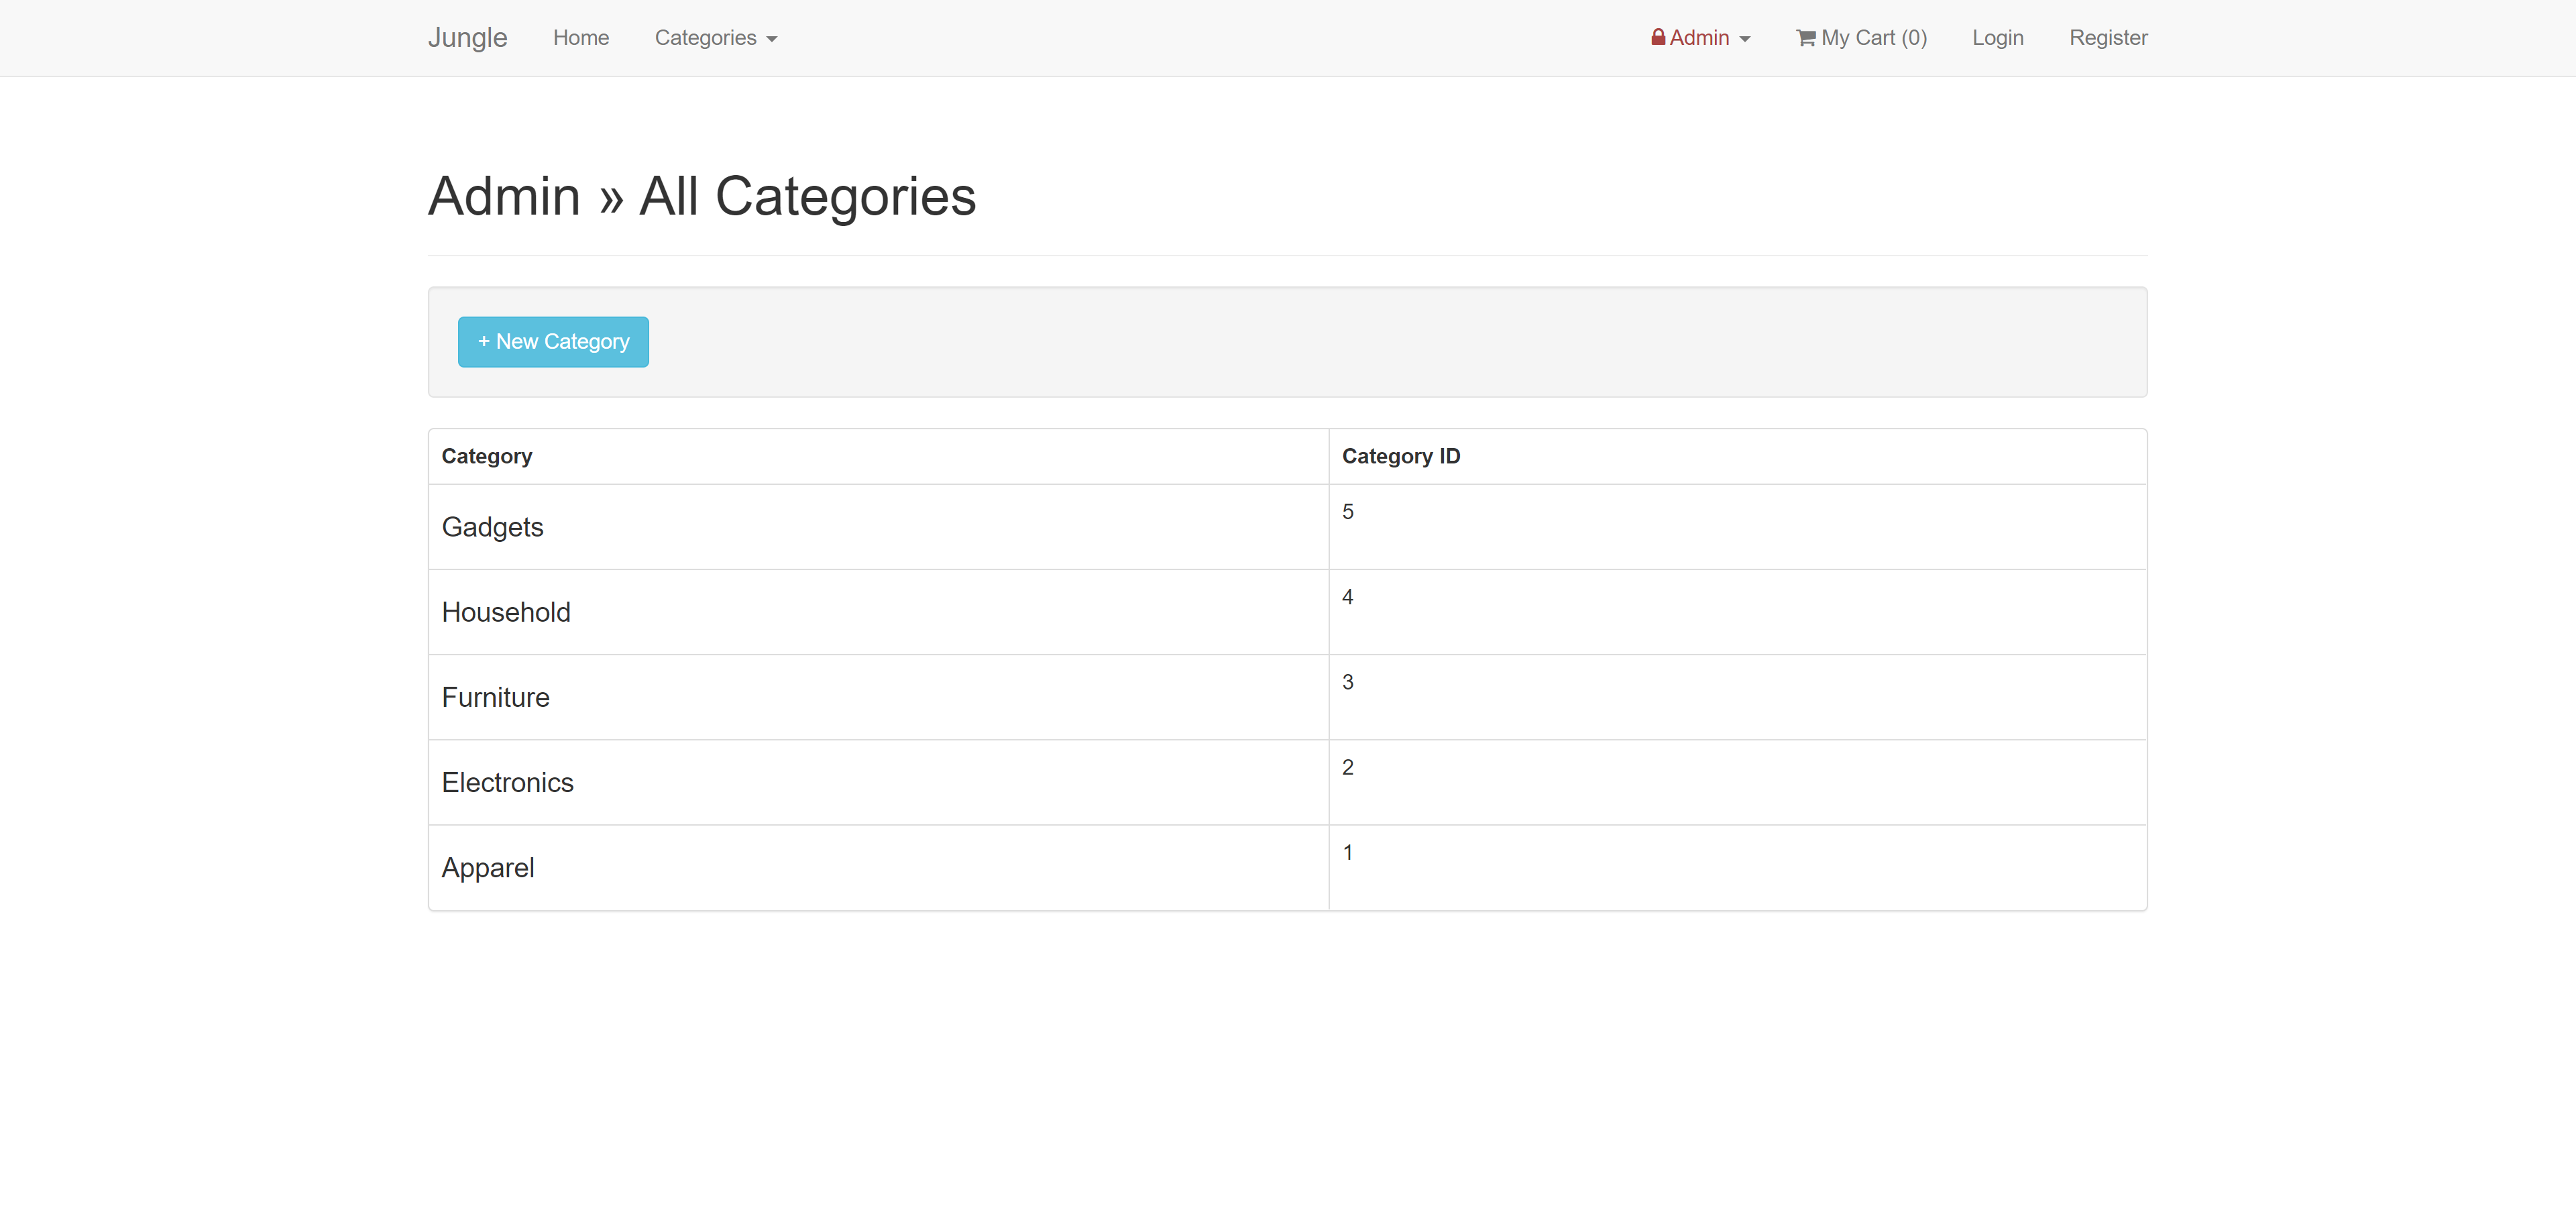 Jungle Home Categories Admin My Cart (0) Login Register
Admin » All Categories
+ New Category
Category Category ID
Gadgets 5
Household 4
Furniture 3
Electronics 2
Apparel 1